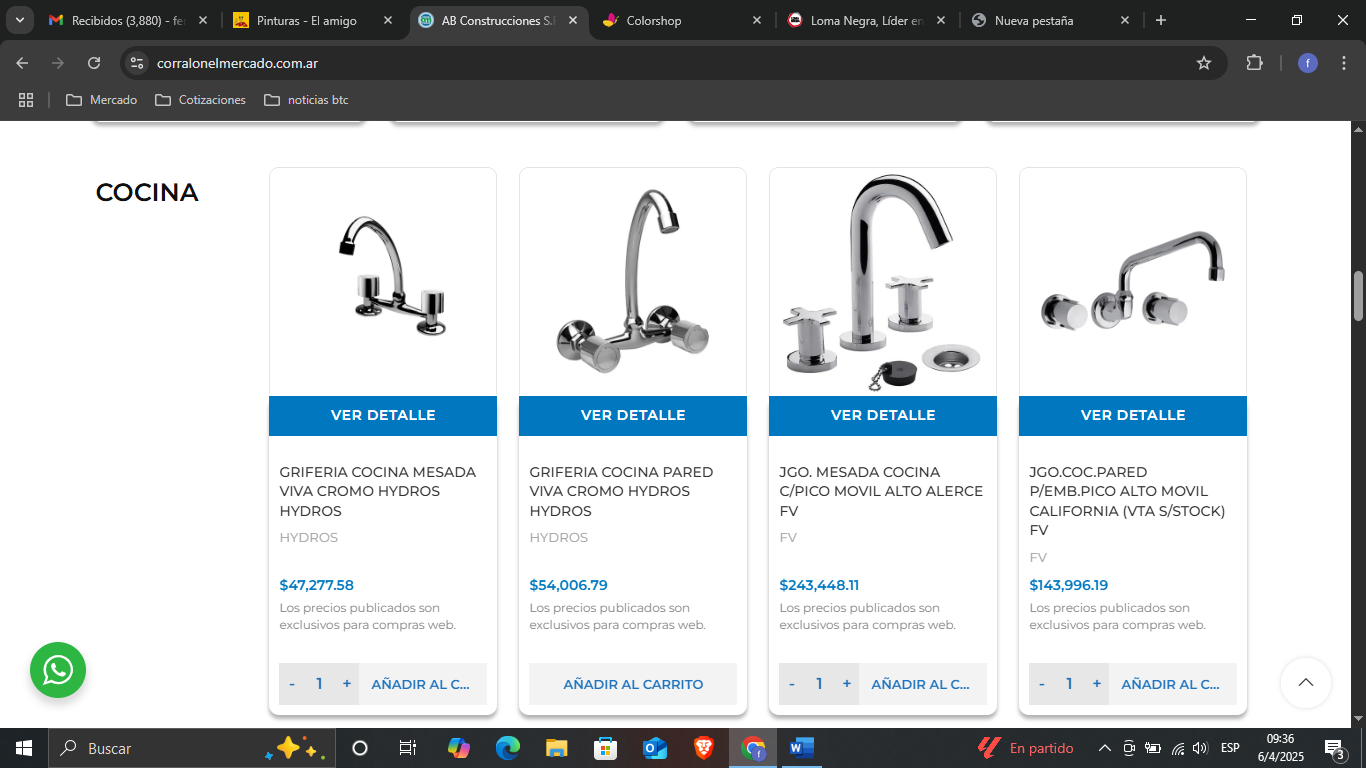 Recibidos (3,880) - fe
Pinturas - El amigo
AB Construcciones S.
Colorshop
Loma Negra, Líder en
Nueva pestaña
corralonelmercado.com.ar
f
Mercado
Cotizaciones
noticias btc
COCINA
VER DETALLE
GRIFERIA COCINA MESADA
VIVA CROMO HYDROS
HYDROS
HYDROS
$47,277.58
Los precios publicados son
exclusivos para compras web.
- 1 + AÑADIR AL C...
VER DETALLE
GRIFERIA COCINA PARED
VIVA CROMO HYDROS
HYDROS
HYDROS
$54,006.79
Los precios publicados son
exclusivos para compras web.
AÑADIR AL CARRITO
VER DETALLE
JGO. MESADA COCINA
C/PICO MOVIL ALTO ALERCE
FV
FV
$243,448.11
Los precios publicados son
exclusivos para compras web.
- 1 + AÑADIR AL C...
VER DETALLE
JGO.COC.PARED
P/EMB.PICO ALTO MOVIL
CALIFORNIA (VTA S/STOCK)
FV
FV
$143,996.19
Los precios publicados son
exclusivos para compras web.
- 1 + AÑADIR AL C...
Buscar
En partido
ESP
09:36
6/4/2025
3